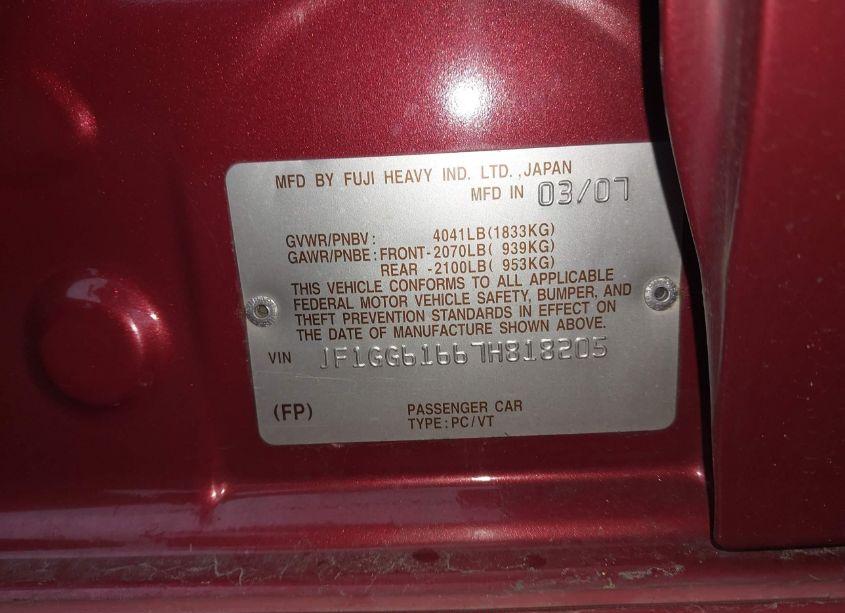 MFD BY FUJI HEAVY IND. LTD.,JAPAN
MFD IN 03/07
GVWR/PNBV: 4041LB(1833KG)
GAWR/PNBE:FRONT-2070LB( 939KG)
REAR -2100LB( 953KG)
THIS VEHICLE CONFORMS TO ALL APPLICABLE
FEDERAL MOTOR VEHICLE SAFETY, BUMPER, AND
THEFT PREVENTION STANDARDS IN EFFECT ON
THE DATE OF MANUFACTURE SHOWN ABOVE.
VIN JF1GG61667H818205
(FP) PASSENGER CAR
TYPE:PC/VT